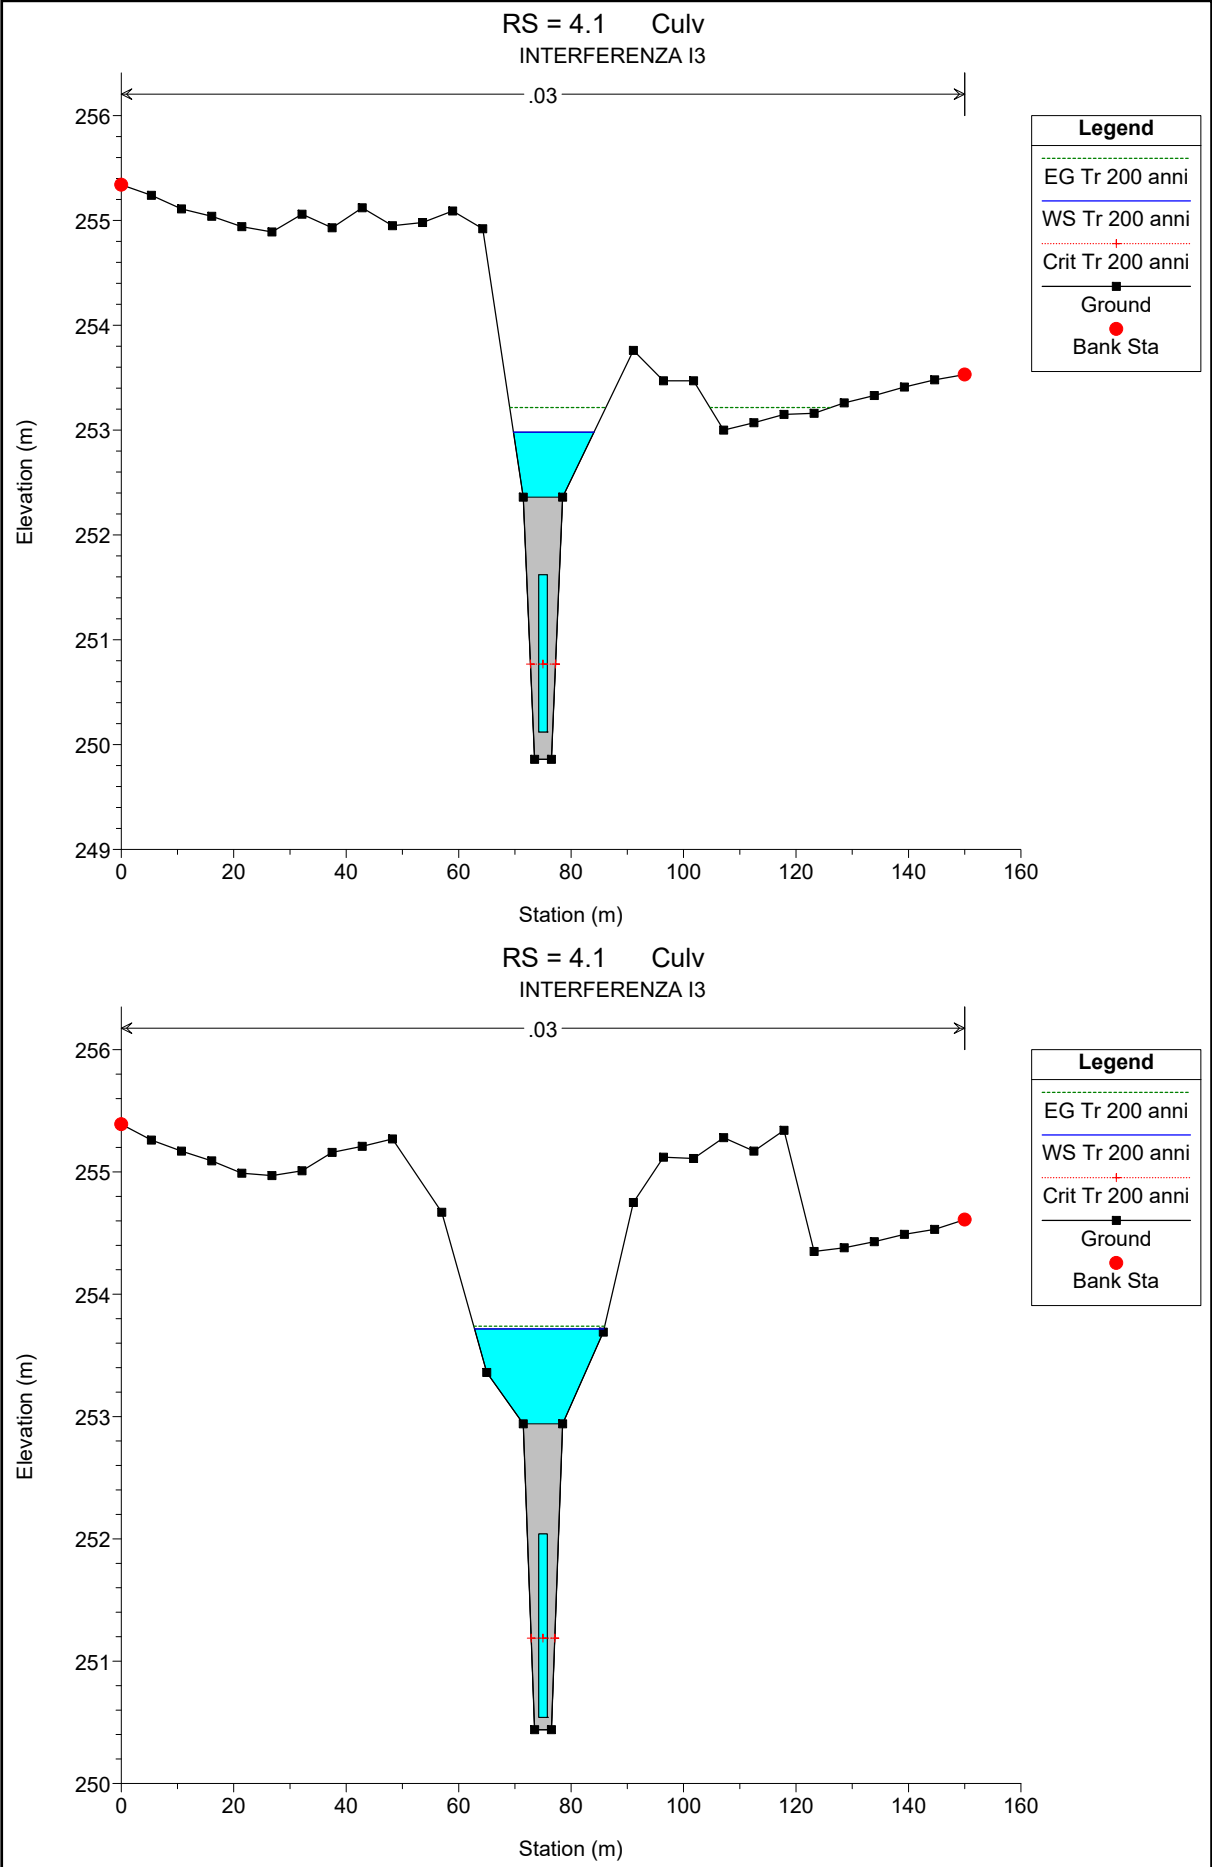 RS = 4.1 Culv
INTERFERENZA I3
.03
256
255
254
253
252
251
250
249
Elevation (m)
0 20 40 60 80 100 120 140 160
Station (m)
Legend
EG Tr 200 anni
WS Tr 200 anni
Crit Tr 200 anni
Ground
Bank Sta
RS = 4.1 Culv
INTERFERENZA I3
.03
256
255
254
253
252
251
250
Elevation (m)
0 20 40 60 80 100 120 140 160
Station (m)
Legend
EG Tr 200 anni
WS Tr 200 anni
Crit Tr 200 anni
Ground
Bank Sta